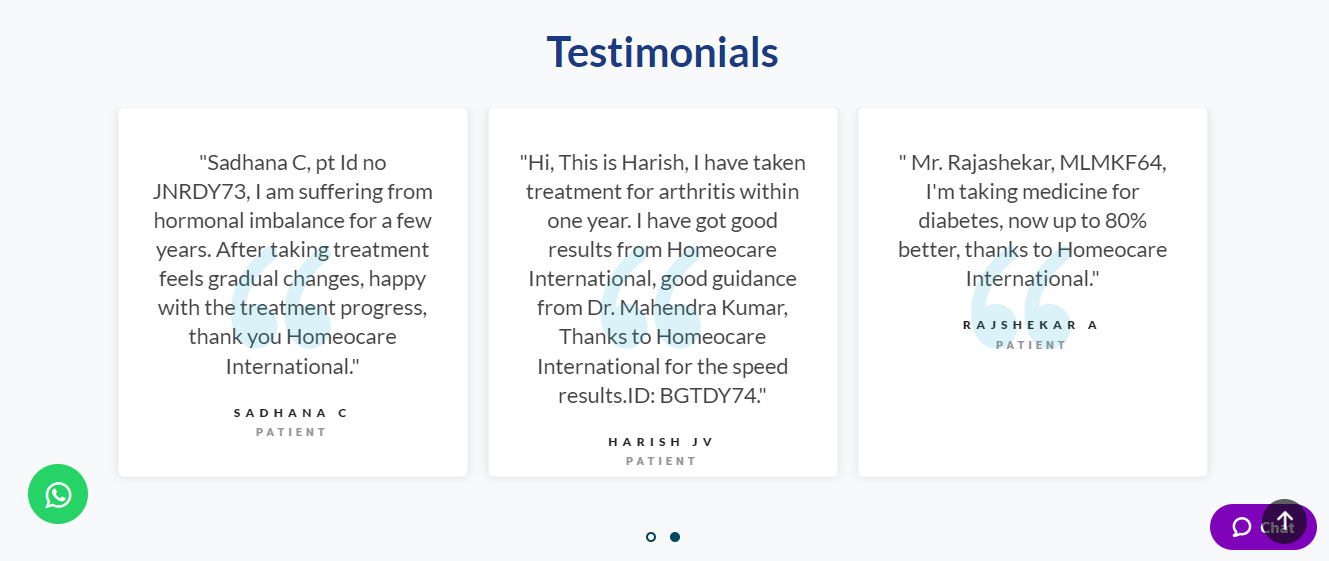 Testimonials
"Sadhana C, pt Id no
JNRDY73, I am suffering from
hormonal imbalance for a few
years. After taking treatment
feels gradual changes, happy
with the treatment progress,
thank you Homeocare
International."
SADHANA C
PATIENT
"Hi, This is Harish, I have taken
treatment for arthritis within
one year. I have got good
results from Homeocare
International, good guidance
from Dr. Mahendra Kumar,
Thanks to Homeocare
International for the speed
results.ID: BGTDY74."
HARISH JV
PATIENT
" Mr. Rajashekar, MLMKF64,
I'm taking medicine for
diabetes, now up to 80%
better, thanks to Homeocare
International."
RAJSHEKAR A
PATIENT
Chat